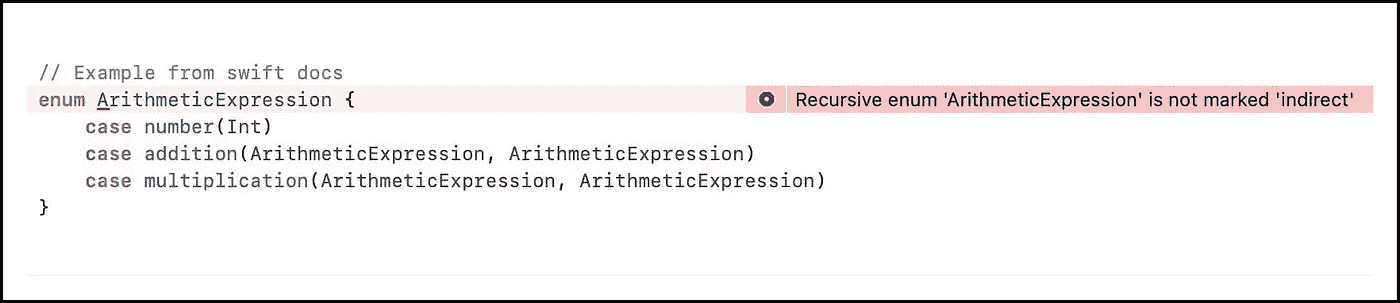 // Example from swift docs
enum ArithmeticExpression {
Recursive enum 'ArithmeticExpression' is not marked 'indirect'
    case number(Int)
    case addition(ArithmeticExpression, ArithmeticExpression)
    case multiplication(ArithmeticExpression, ArithmeticExpression)
}